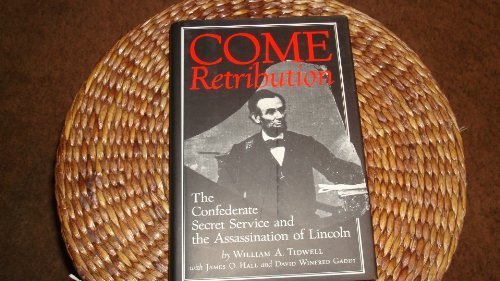 COME
Retribution
The
Confederate
Secret Service and
the Assassination of Lincoln
by WILLIAM A. TIDWELL
with JAMES O. HALL and DAVID WINFRED GADDY